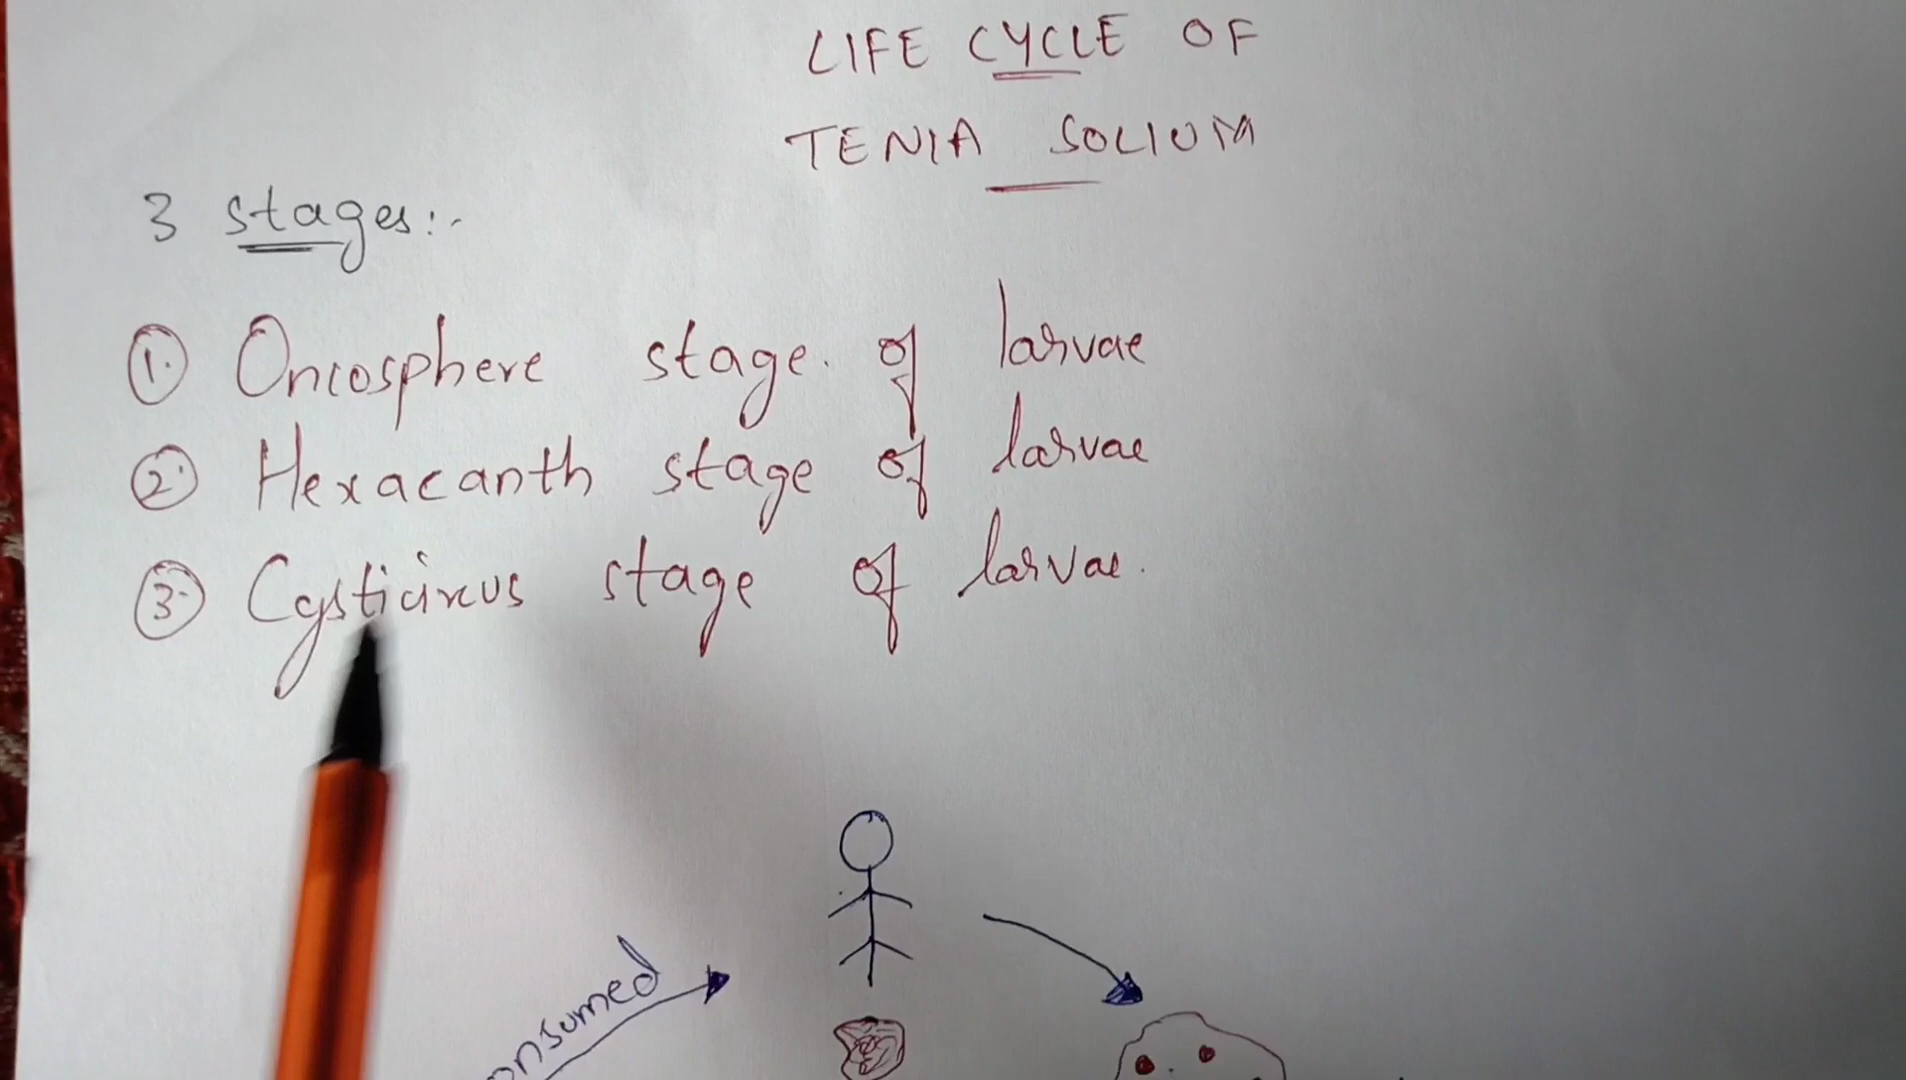 LIFE CYCLE OF
TENIA SOLIUM
3 stages:-
1. Oncosphere stage. of larvae
2. Hexacanth stage of larvae
3. Cysticircus stage of larvae.
onsumed